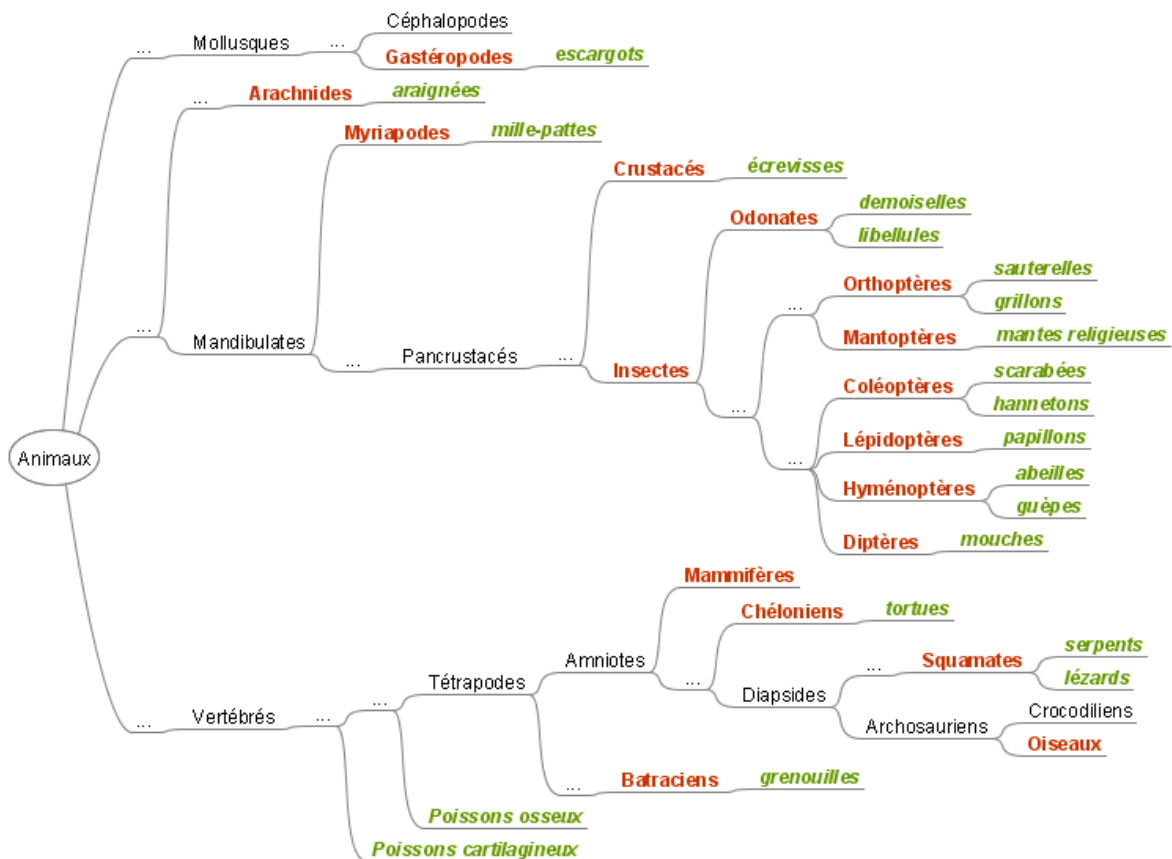 Céphalopodes
... Mollusques ...
Gastéropodes escargots
... Arachnides araignées
Myriapodes mille-pattes
Crustacés écrevisses
demoiselles
Odonates
libellules
sauterelles
Orthoptères
... grillons
... Mandibulates
Mantoptères mantes religieuses
... Pancrustacés ...
Insectes
scarabées
Coléoptères
... hannetons
Lépidoptères papillons
Animaux
...
abeilles
Hyménoptères
guèpes
Diptères mouches
Mammifères
Chéloniens tortues
serpents
Amniotes
... Squamates
Tétrapodes ...
lézards
Diapsides
... Vertébrés ... ...
Crocodiliens
Archosauriens
Oiseaux
... Batraciens grenouilles
Poissons osseux
Poissons cartilagineux